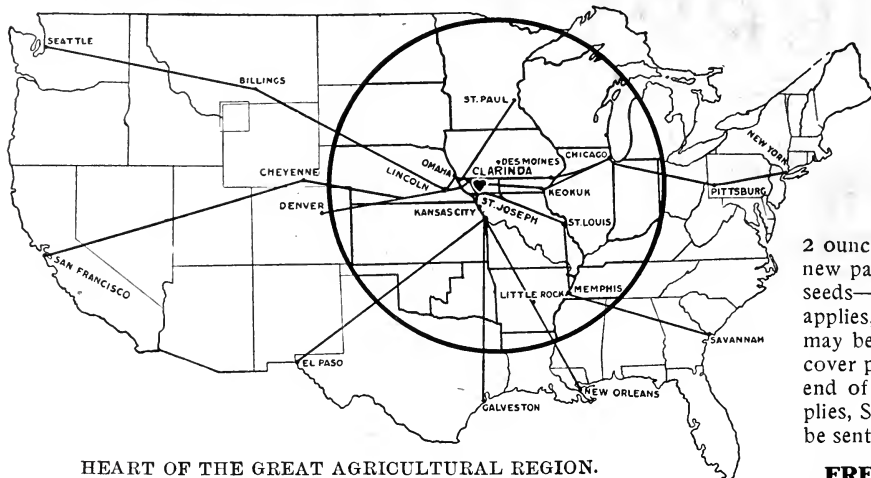 SEATTLE
BILLINGS
ST. PAUL
NEW YORK
DES MOINES
CHICAGO
OMAHA
CLARINDA
CHEYENNE
LINCOLN
KEOKUK
PITTSBURG
DENVER
ST. JOSEPH
KANSAS CITY
ST. LOUIS
SAN FRANCISCO
LITTLE ROCK
MEMPHIS
SAVANNAH
EL PASO
NEW ORLEANS
GALVESTON
HEART OF THE GREAT AGRICULTURAL REGION.
2 ounc
new pa
seeds—
applies,
may be
cover p
end of
plies, S
be sent
FRE